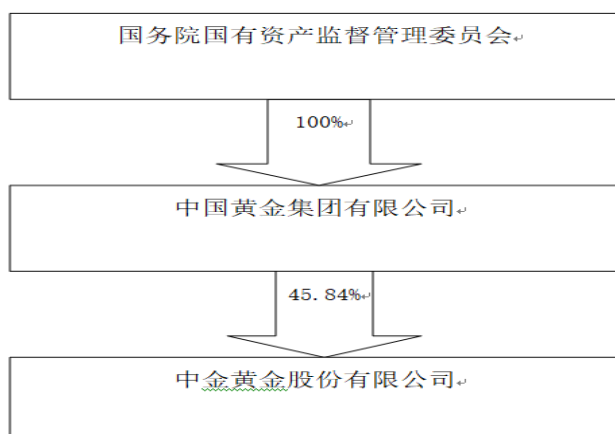 国务院国有资产监督管理委员会
100%
中国黄金集团有限公司
45.84%
中金黄金股份有限公司